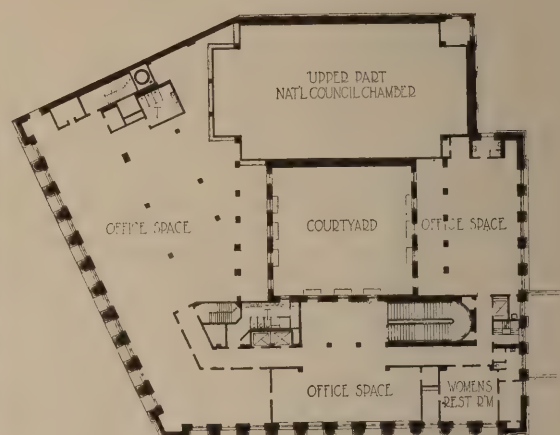 UPPER PART
NAT'L COUNCIL CHAMBER
OFFICE SPACE
COURTYARD
OFFICE SPACE
OFFICE SPACE
WOMENS
REST R'M